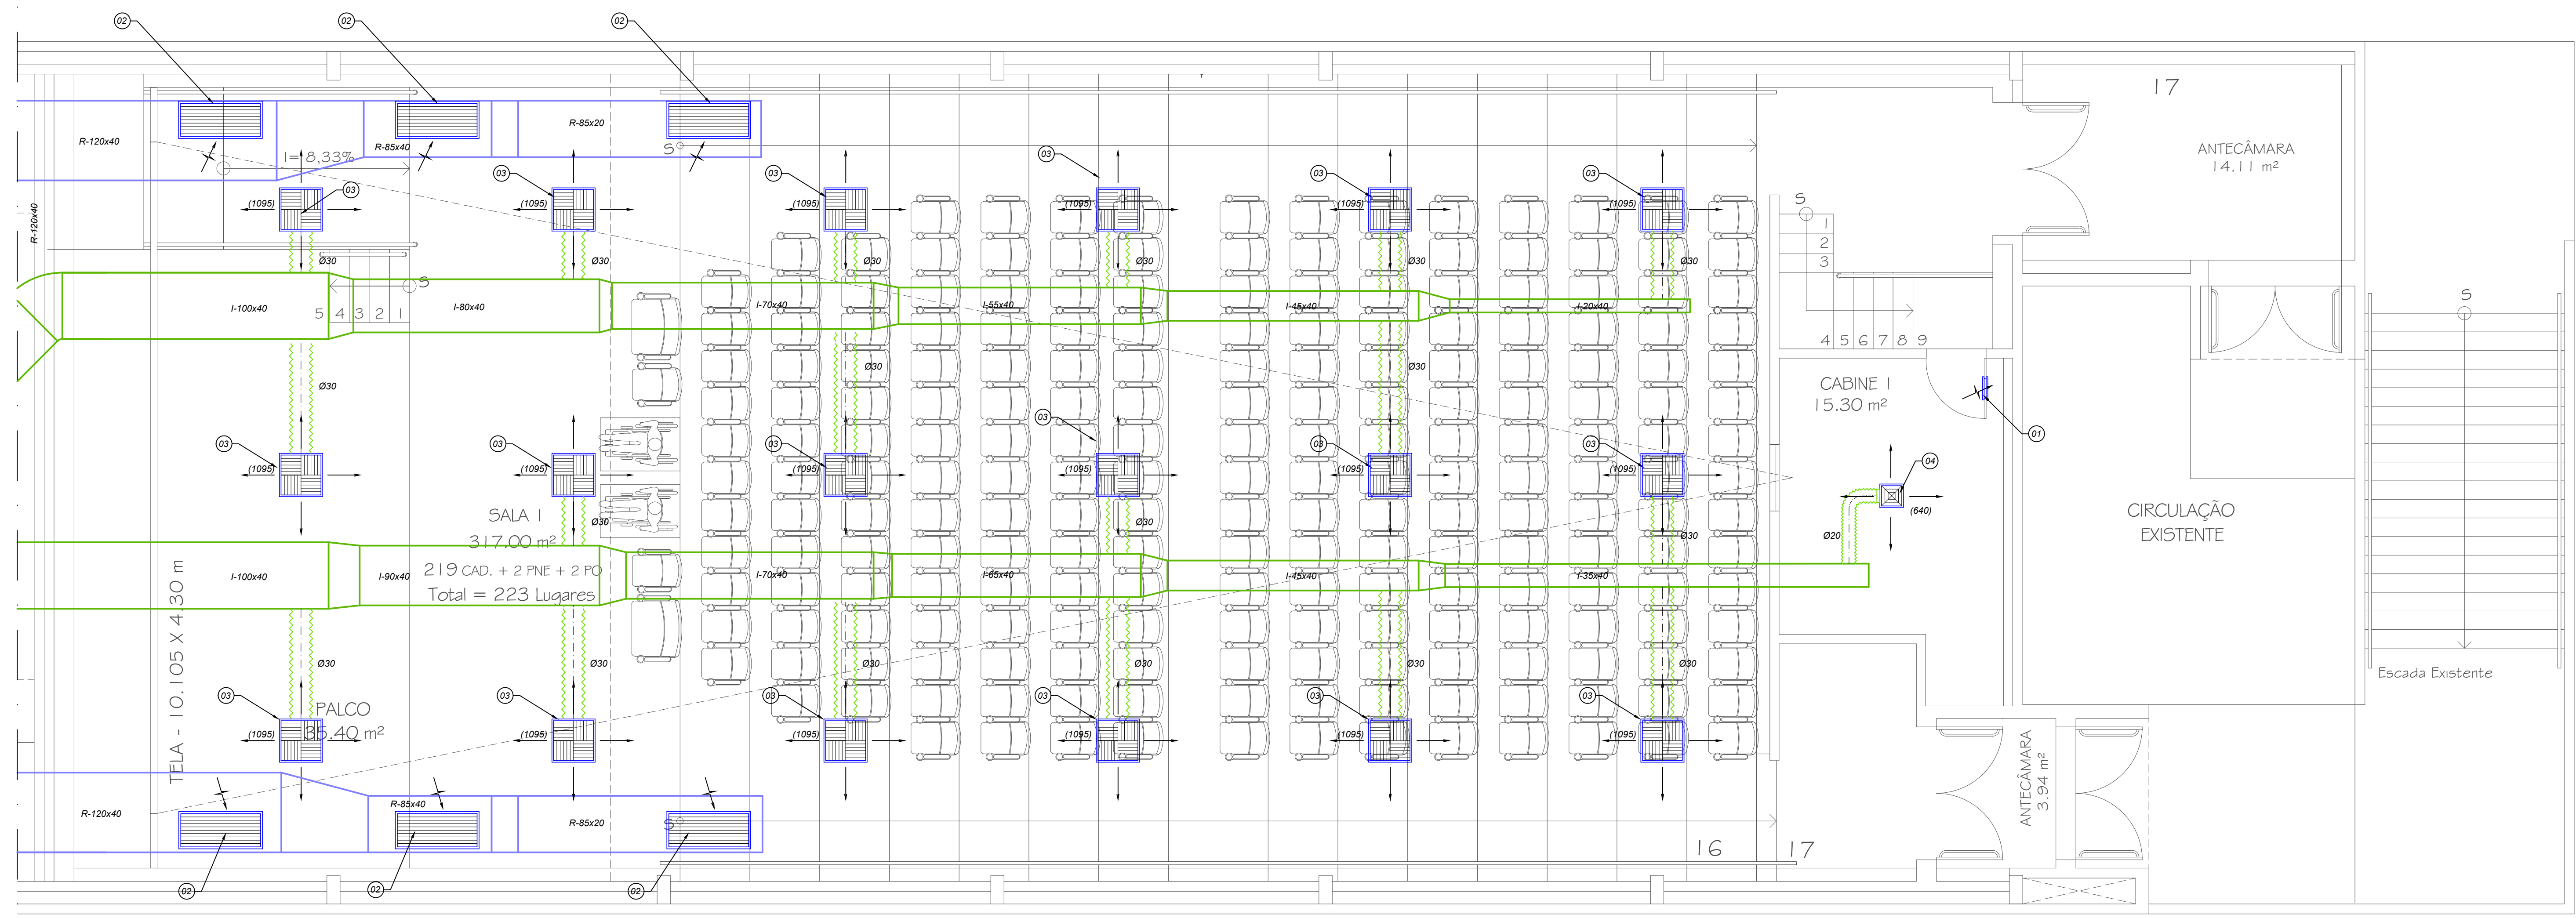 02
02
02
17
R-85x20
R-120x40
R-85x40
ANTECÂMARA
14.11 m²
S
I= 8,33%
03
03
03
03
03
03
(1095)
(1095)
(1095)
(1095)
(1095)
(1095)
R-120x40
S
1
2
3
Ø30
Ø30
Ø30
Ø30
Ø30
Ø30
S
S
I-100x40
I-80x40
I-70x40
I-55x40
I-45x40
I-20x40
5 4 3 2 1
4 5 6 7 8 9
Ø30
Ø30
Ø30
CABINE 1
15.30 m²
01
03
03
03
03
03
03
(1095)
(1095)
(1095)
(1095)
(1095)
(1095)
04
(640)
SALA 1
317.00 m²
Ø30
Ø30
Ø30
Ø20
CIRCULAÇÃO
EXISTENTE
I-100x40
I-90x40
219 CAD. + 2 PNE + 2 PO
Total = 223 Lugares
I-70x40
I-65x40
I-45x40
I-35x40
TELA - 10.105 X 4.30 m
Ø30
Ø30
Ø30
Ø30
Ø30
Ø30
Escada Existente
03
03
03
03
03
03
PALCO
35.40 m²
(1095)
(1095)
(1095)
(1095)
(1095)
(1095)
ANTECÂMARA
3.94 m²
R-120x40
R-85x40
R-85x20
S
16
17
02
02
02